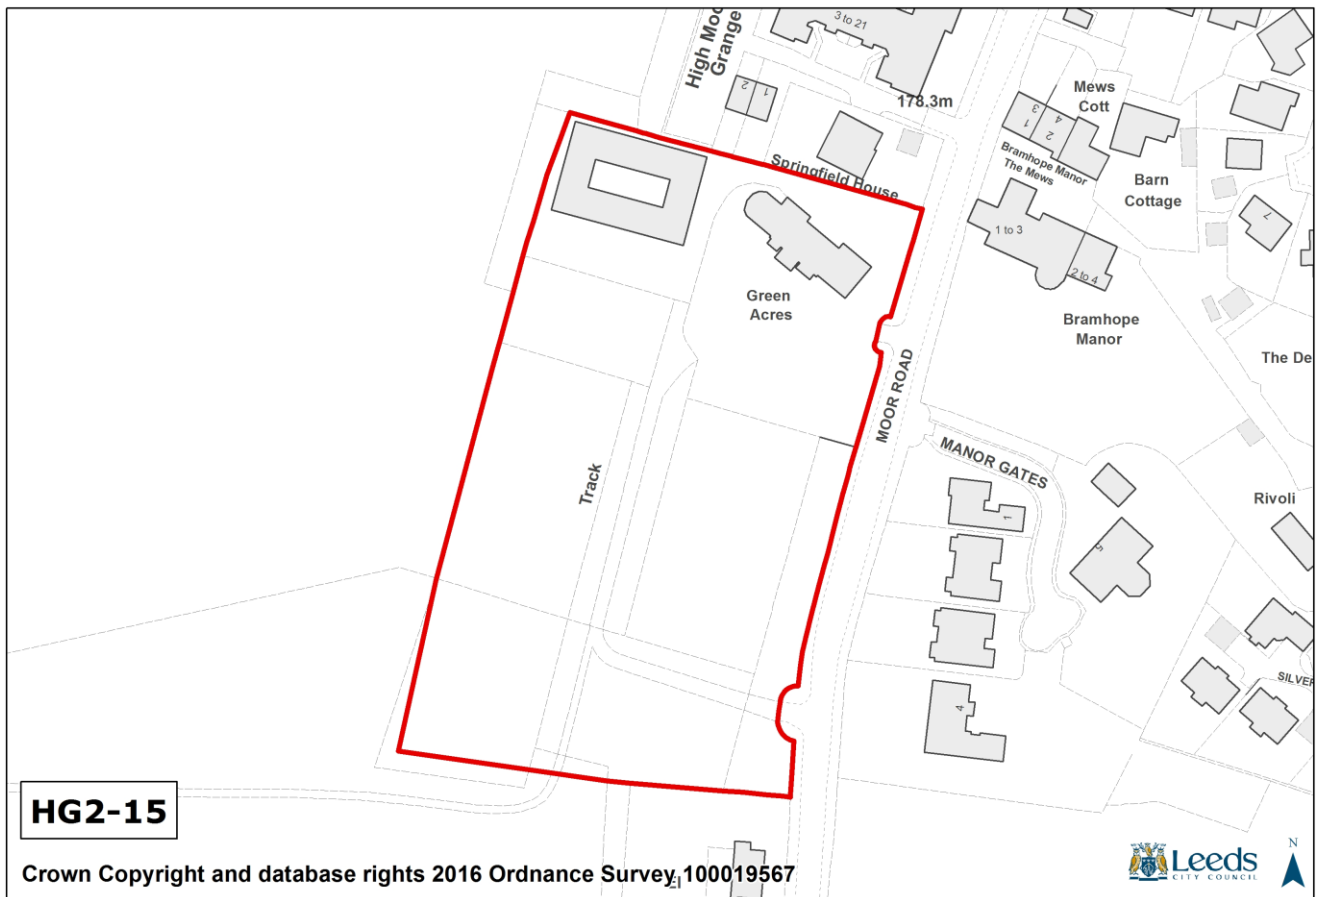 3 to 21
High Moo
Grange
2
1
178.3m
Mews
Cott
3
1
4
2
Bramhope Manor
The Mews
Barn
Cottage
Springfield House
7
1 to 3
2 to 4
Green
Acres
Bramhope
Manor
The De
MOOR ROAD
MANOR GATES
Track
1
Rivoli
5
SILVER
4
HG2-15
Crown Copyright and database rights 2016 Ordnance Survey 100019567
El
Leeds
CITY COUNCIL
N